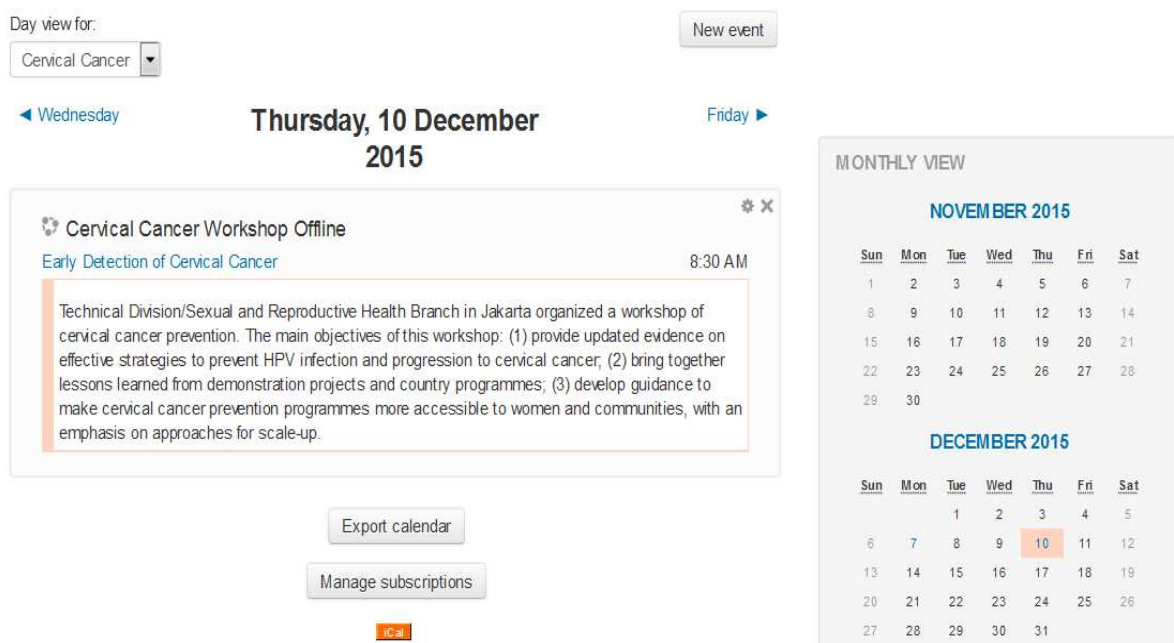 Day view for:
New event
Cervical Cancer
◄ Wednesday
Thursday, 10 December
2015
Friday ►
Cervical Cancer Workshop Offline
Early Detection of Cervical Cancer
8:30 AM
Technical Division/Sexual and Reproductive Health Branch in Jakarta organized a workshop of
cervical cancer prevention. The main objectives of this workshop: (1) provide updated evidence on
effective strategies to prevent HPV infection and progression to cervical cancer; (2) bring together
lessons learned from demonstration projects and country programmes; (3) develop guidance to
make cervical cancer prevention programmes more accessible to women and communities, with an
emphasis on approaches for scale-up.
Export calendar
Manage subscriptions
iCal
MONTHLY VIEW
NOVEMBER 2015
Sun Mon Tue Wed Thu Fri Sat
1 2 3 4 5 6 7
8 9 10 11 12 13 14
15 16 17 18 19 20 21
22 23 24 25 26 27 28
29 30
DECEMBER 2015
Sun Mon Tue Wed Thu Fri Sat
1 2 3 4 5
6 7 8 9 10 11 12
13 14 15 16 17 18 19
20 21 22 23 24 25 26
27 28 29 30 31